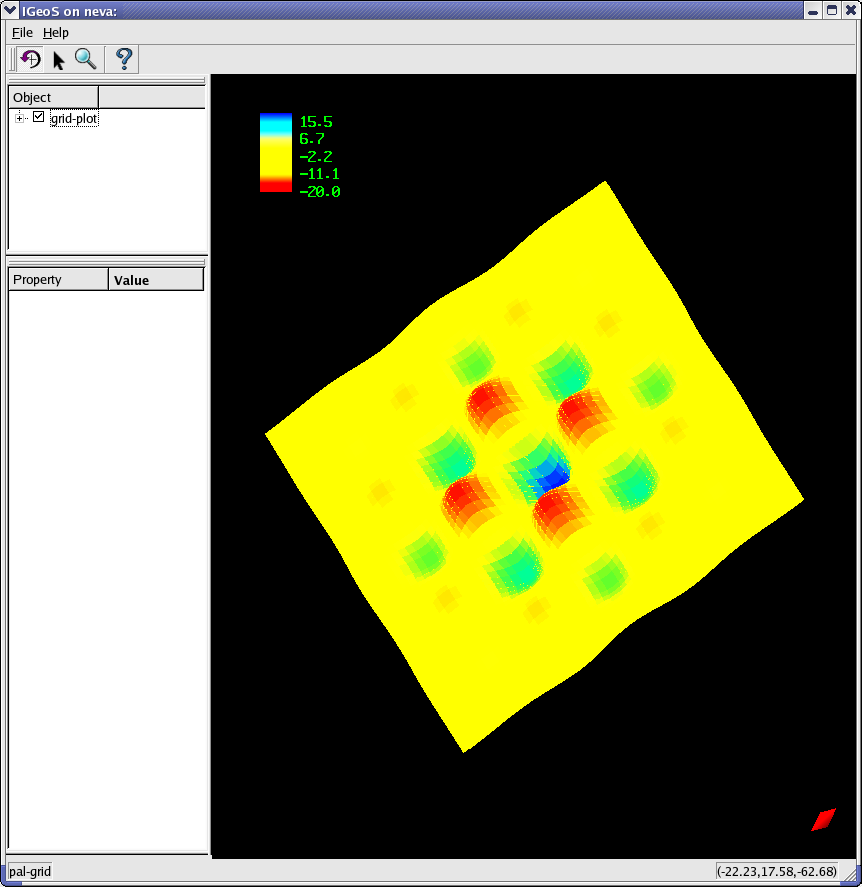 IGeoS on neva:
File Help
Object
grid-plot
Property Value
15.5
6.7
-2.2
-11.1
-20.0
pal-grid
(-22.23,17.58,-62.68)